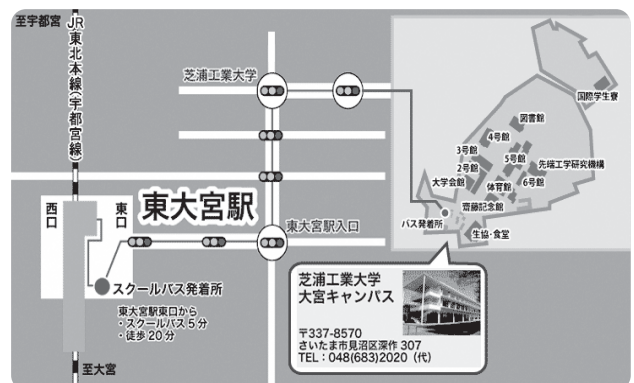 至宇都宮
JR東北本線(宇都宮線)
西口
東口
東大宮駅
スクールバス発着所
東大宮駅東口から
・スクールバス5分
・徒歩20分
至大宮
芝浦工業大学
東大宮駅入口
国際学生寮
図書館
4号館
3号館
5号館
2号館
先端工学研究機構
大学会館
体育館
6号館
齋藤記念館
バス発着所
生協・食堂
芝浦工業大学
大宮キャンパス
〒337-8570
さいたま市見沼区深作 307
TEL:048(683)2020(代)